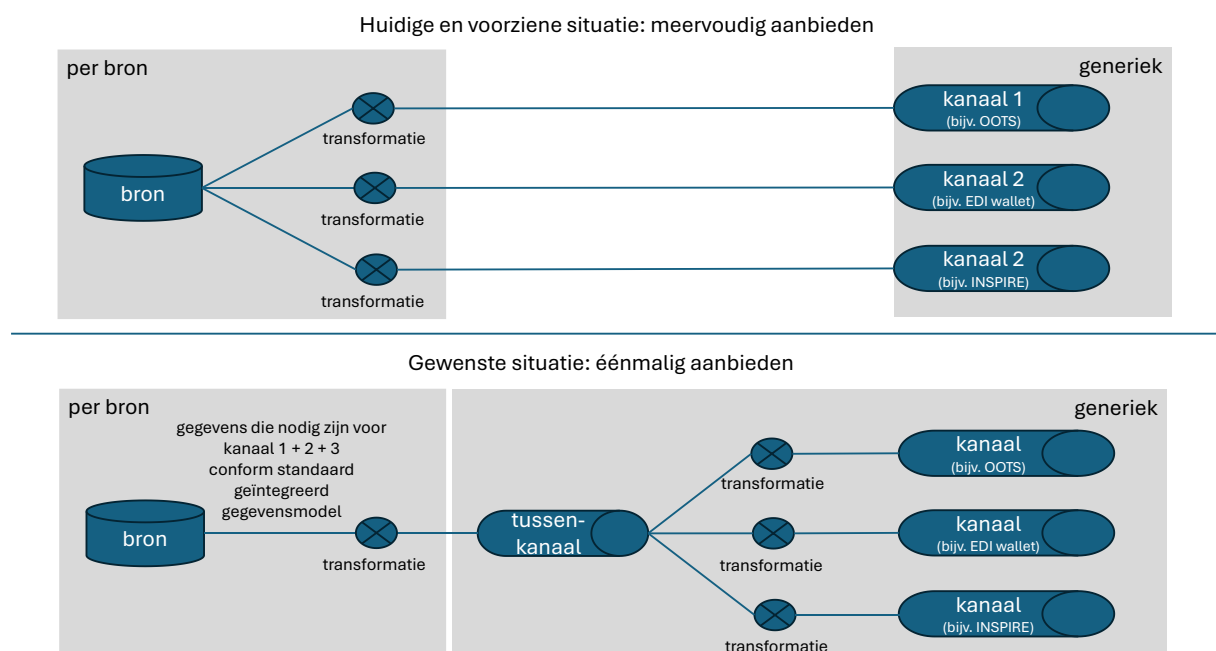 Huidige en voorziene situatie: meervoudig aanbieden
per bron
generiek
kanaal 1
(bijv. OOTS)
transformatie
bron
kanaal 2
(bijv. EDI wallet)
transformatie
kanaal 2
(bijv. INSPIRE)
transformatie
Gewenste situatie: éénmalig aanbieden
per bron
generiek
gegevens die nodig zijn voor
kanaal 1 + 2 + 3
conform standaard
geïntegreerd
gegevensmodel
bron
transformatie
tussen-
kanaal
transformatie
kanaal
(bijv. OOTS)
transformatie
kanaal
(bijv. EDI wallet)
transformatie
kanaal
(bijv. INSPIRE)